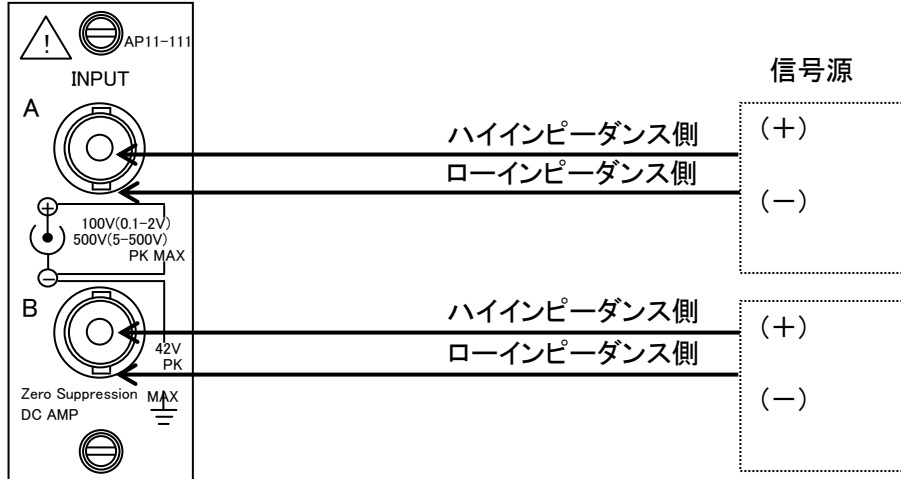 !
AP11-111
INPUT
A
100V(0.1-2V)
500V(5-500V)
PK MAX
B
42V
PK
MAX
Zero Suppression
DC AMP
信号源
ハイインピーダンス側
ローインピーダンス側
(+)
(-)
ハイインピーダンス側
ローインピーダンス側
(+)
(-)